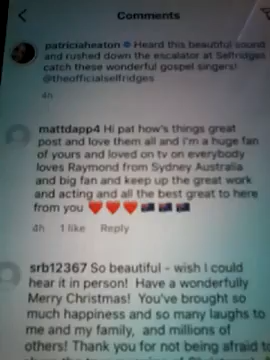 Comments
patriciaheaton Heard this beautiful sound
and rushed down the escalator at Selfridges
catch these wonderful gospel singers!
@theofficialselfridges
4h
mattdapp4 Hi pat how's things great
post and love them all and i'm a huge fan
of yours and loved on tv on everybody
loves Raymond from Sydney Australia
and big fan and keep up the great work
and acting and all best great to here
from you ❤️❤️❤️🇦🇺🇦🇺🇦🇺
4h 1 like Reply
srb12367 So beautiful - wish I could
hear it in person! Have a wonderfully
Merry Christmas! You've brought so
much happiness and so many laughs to
me and my family, and millions of
others! Thank you for not being afraid to